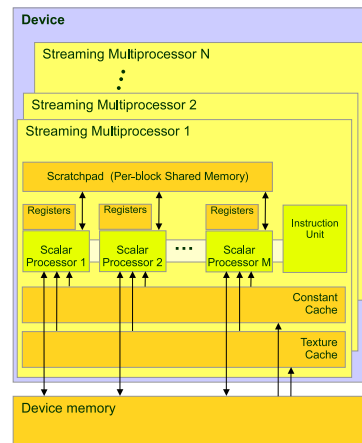 Device
Streaming Multiprocessor N
Streaming Multiprocessor 2
Streaming Multiprocessor 1
Scratchpad (Per-block Shared Memory)
Registers
Registers
Registers
Scalar
Processor 1
Scalar
Processor 2
...
Scalar
Processor M
Instruction
Unit
Constant
Cache
Texture
Cache
Device memory